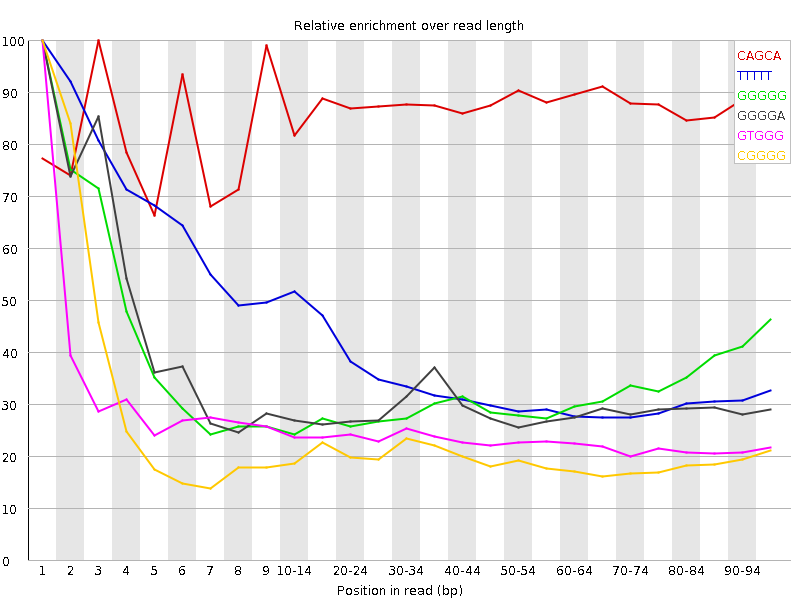 Relative enrichment over read length
100
90
80
70
60
50
40
30
20
10
0
CAGCA
TTTTT
GGGGG
GGGGA
GTGGG
CGGGG
1 2 3 4 5 6 7 8 9 10-14 20-24 30-34 40-44 50-54 60-64 70-74 80-84 90-94
Position in read (bp)